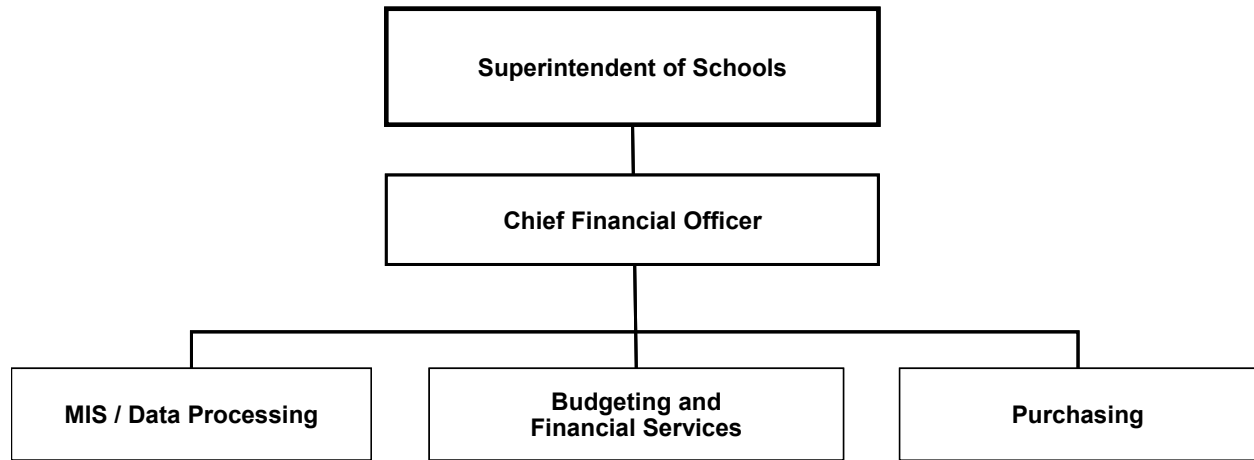 Superintendent of Schools
Chief Financial Officer
MIS / Data Processing
Budgeting and
Financial Services
Purchasing